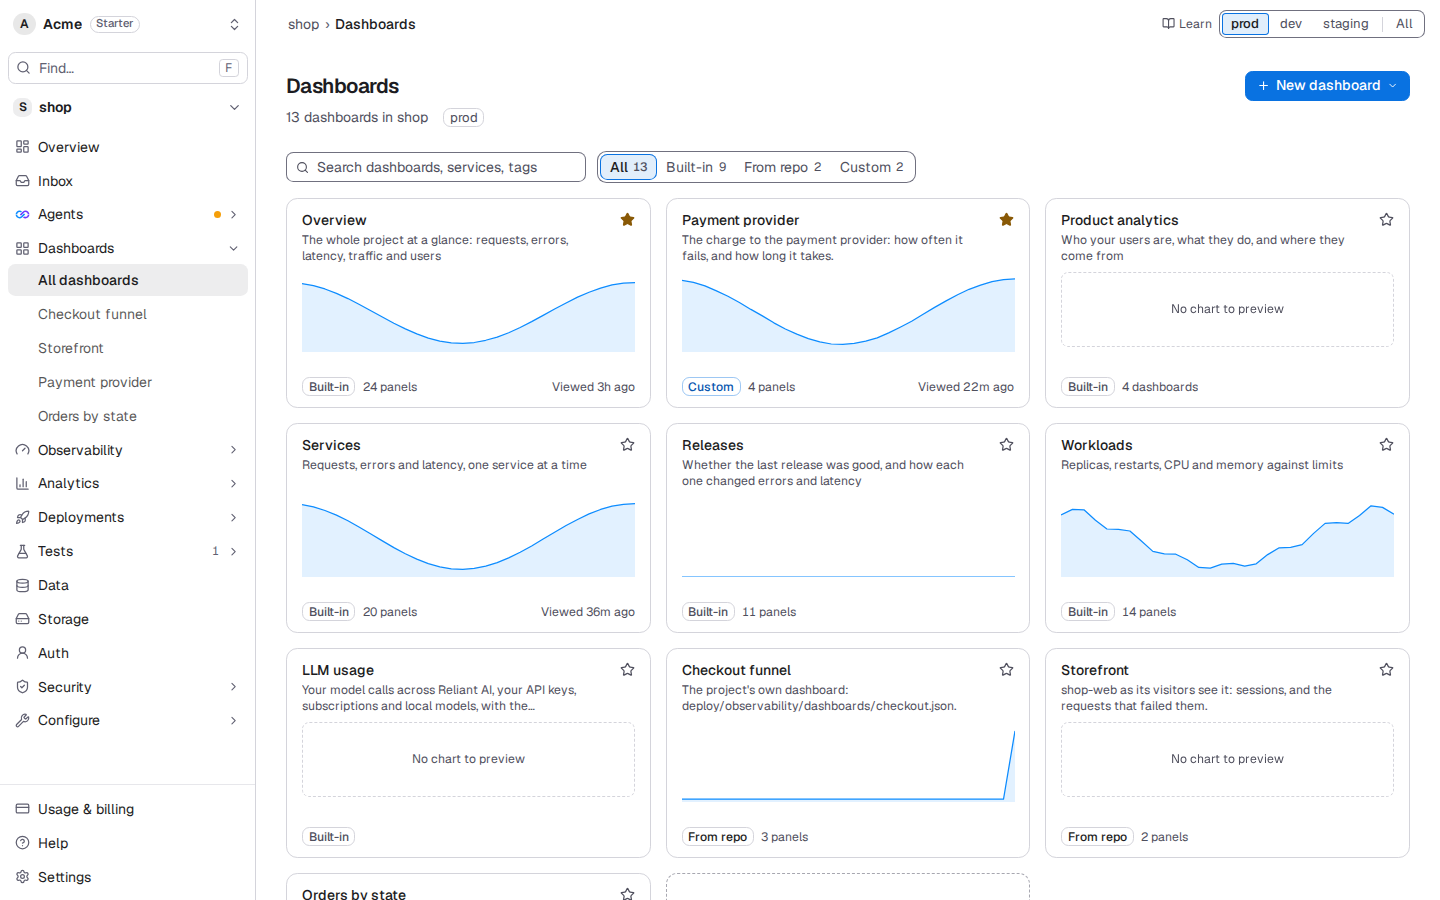 A Acme Starter
Find... F
S shop
Overview
Inbox
Agents
Dashboards
All dashboards
Checkout funnel
Storefront
Payment provider
Orders by state
Observability
Analytics
Deployments
Tests 1
Data
Storage
Auth
Security
Configure
Usage & billing
Help
Settings
shop › Dashboards
Learn prod dev staging All
Dashboards
+ New dashboard
13 dashboards in shop prod
Search dashboards, services, tags
All 13 Built-in 9 From repo 2 Custom 2
Overview
The whole project at a glance: requests, errors,
latency, traffic and users
Built-in 24 panels Viewed 3h ago
Payment provider
The charge to the payment provider: how often it
fails, and how long it takes.
Custom 4 panels Viewed 22m ago
Product analytics
Who your users are, what they do, and where they
come from
No chart to preview
Built-in 4 dashboards
Services
Requests, errors and latency, one service at a time
Built-in 20 panels Viewed 36m ago
Releases
Whether the last release was good, and how each
one changed errors and latency
Built-in 11 panels
Workloads
Replicas, restarts, CPU and memory against limits
Built-in 14 panels
LLM usage
Your model calls across Reliant AI, your API keys,
subscriptions and local models, with the...
No chart to preview
Built-in
Checkout funnel
The project's own dashboard:
deploy/observability/dashboards/checkout.json.
From repo 3 panels
Storefront
shop-web as its visitors see it: sessions, and the
requests that failed them.
No chart to preview
From repo 2 panels
Orders by state